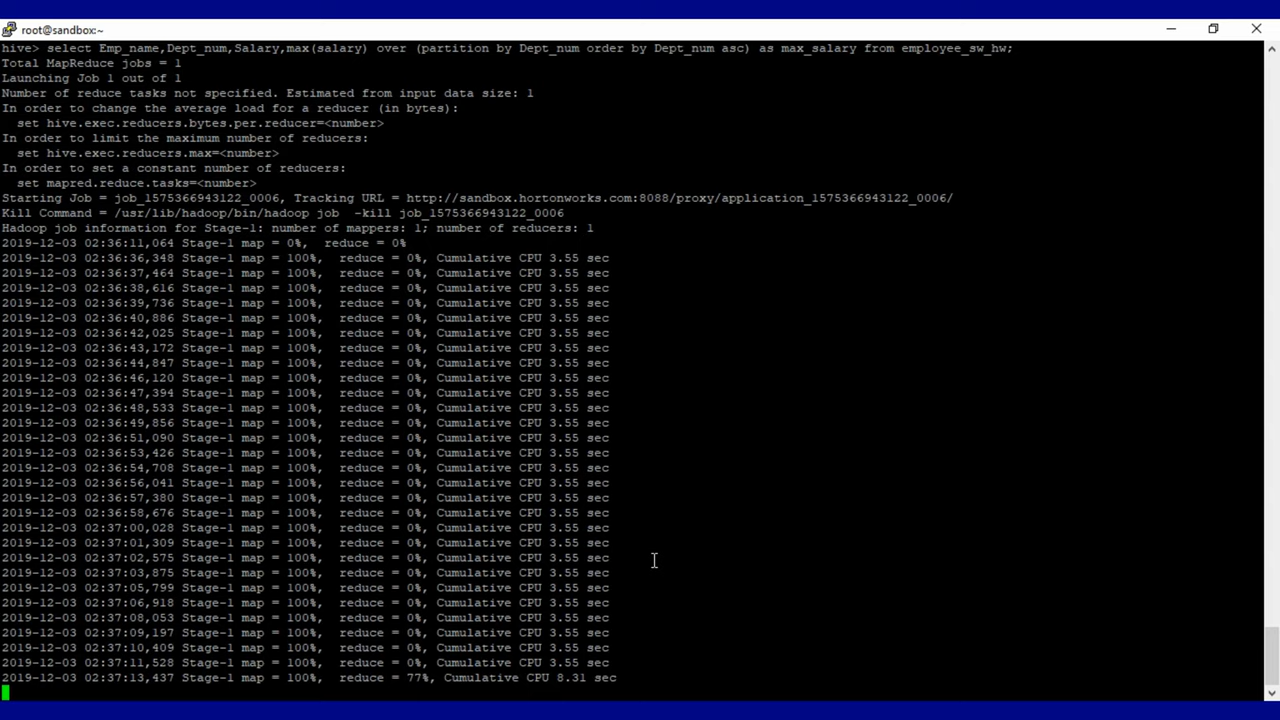 root@sandbox:~
hive> select Emp_name,Dept_num,Salary,max(salary) over (partition by Dept_num order by Dept_num asc) as max_salary from employee_sw_hw;
Total MapReduce jobs = 1
Launching Job 1 out of 1
Number of reduce tasks not specified. Estimated from input data size: 1
In order to change the average load for a reducer (in bytes):
  set hive.exec.reducers.bytes.per.reducer=<number>
In order to limit the maximum number of reducers:
  set hive.exec.reducers.max=<number>
In order to set a constant number of reducers:
  set mapred.reduce.tasks=<number>
Starting Job = job_1575366943122_0006, Tracking URL = http://sandbox.hortonworks.com:8088/proxy/application_1575366943122_0006/
Kill Command = /usr/lib/hadoop/bin/hadoop job  -kill job_1575366943122_0006
Hadoop job information for Stage-1: number of mappers: 1; number of reducers: 1
2019-12-03 02:36:11,064 Stage-1 map = 0%,  reduce = 0%
2019-12-03 02:36:36,348 Stage-1 map = 100%,  reduce = 0%, Cumulative CPU 3.55 sec
2019-12-03 02:36:37,464 Stage-1 map = 100%,  reduce = 0%, Cumulative CPU 3.55 sec
2019-12-03 02:36:38,616 Stage-1 map = 100%,  reduce = 0%, Cumulative CPU 3.55 sec
2019-12-03 02:36:39,736 Stage-1 map = 100%,  reduce = 0%, Cumulative CPU 3.55 sec
2019-12-03 02:36:40,886 Stage-1 map = 100%,  reduce = 0%, Cumulative CPU 3.55 sec
2019-12-03 02:36:42,025 Stage-1 map = 100%,  reduce = 0%, Cumulative CPU 3.55 sec
2019-12-03 02:36:43,172 Stage-1 map = 100%,  reduce = 0%, Cumulative CPU 3.55 sec
2019-12-03 02:36:44,847 Stage-1 map = 100%,  reduce = 0%, Cumulative CPU 3.55 sec
2019-12-03 02:36:46,120 Stage-1 map = 100%,  reduce = 0%, Cumulative CPU 3.55 sec
2019-12-03 02:36:47,394 Stage-1 map = 100%,  reduce = 0%, Cumulative CPU 3.55 sec
2019-12-03 02:36:48,533 Stage-1 map = 100%,  reduce = 0%, Cumulative CPU 3.55 sec
2019-12-03 02:36:49,856 Stage-1 map = 100%,  reduce = 0%, Cumulative CPU 3.55 sec
2019-12-03 02:36:51,090 Stage-1 map = 100%,  reduce = 0%, Cumulative CPU 3.55 sec
2019-12-03 02:36:53,426 Stage-1 map = 100%,  reduce = 0%, Cumulative CPU 3.55 sec
2019-12-03 02:36:54,708 Stage-1 map = 100%,  reduce = 0%, Cumulative CPU 3.55 sec
2019-12-03 02:36:56,041 Stage-1 map = 100%,  reduce = 0%, Cumulative CPU 3.55 sec
2019-12-03 02:36:57,380 Stage-1 map = 100%,  reduce = 0%, Cumulative CPU 3.55 sec
2019-12-03 02:36:58,676 Stage-1 map = 100%,  reduce = 0%, Cumulative CPU 3.55 sec
2019-12-03 02:37:00,028 Stage-1 map = 100%,  reduce = 0%, Cumulative CPU 3.55 sec
2019-12-03 02:37:01,309 Stage-1 map = 100%,  reduce = 0%, Cumulative CPU 3.55 sec
2019-12-03 02:37:02,575 Stage-1 map = 100%,  reduce = 0%, Cumulative CPU 3.55 sec
2019-12-03 02:37:03,875 Stage-1 map = 100%,  reduce = 0%, Cumulative CPU 3.55 sec
2019-12-03 02:37:05,799 Stage-1 map = 100%,  reduce = 0%, Cumulative CPU 3.55 sec
2019-12-03 02:37:06,918 Stage-1 map = 100%,  reduce = 0%, Cumulative CPU 3.55 sec
2019-12-03 02:37:08,053 Stage-1 map = 100%,  reduce = 0%, Cumulative CPU 3.55 sec
2019-12-03 02:37:09,197 Stage-1 map = 100%,  reduce = 0%, Cumulative CPU 3.55 sec
2019-12-03 02:37:10,409 Stage-1 map = 100%,  reduce = 0%, Cumulative CPU 3.55 sec
2019-12-03 02:37:11,528 Stage-1 map = 100%,  reduce = 0%, Cumulative CPU 3.55 sec
2019-12-03 02:37:13,437 Stage-1 map = 100%,  reduce = 77%, Cumulative CPU 8.31 sec